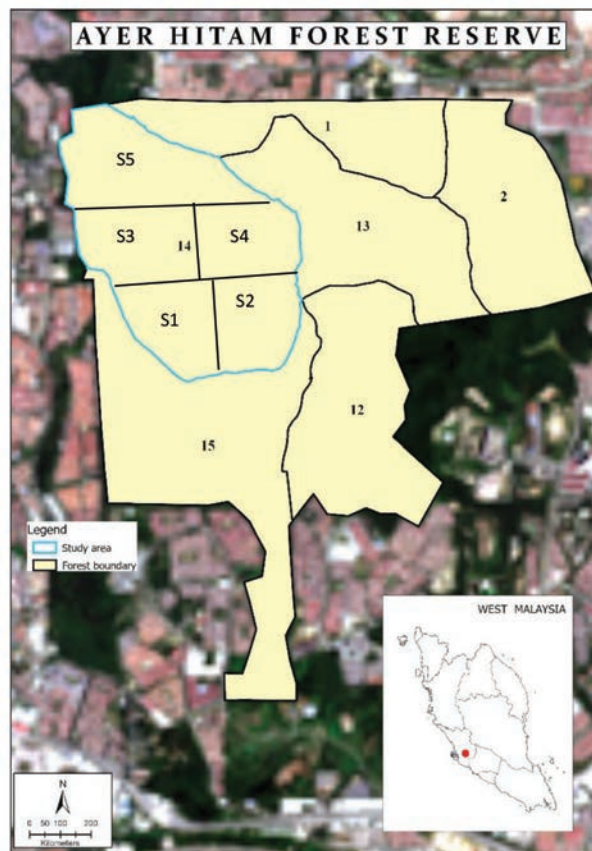 AYER HITAM FOREST RESERVE
1
S5
2
13
S3
14
S4
S1
S2
12
15
Legend
Study area
Forest boundary
WEST MALAYSIA
N
0 50 100 200
Kilometers